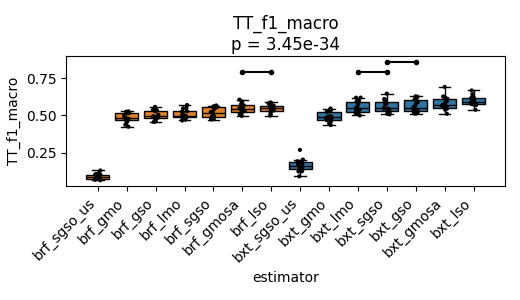 TT_f1_macro
p = 3.45e-34
TT_f1_macro
0.75
0.50
0.25
brf_sgso_us
brf_gmo
brf_gso
brf_lmo
brf_sgso
brf_gmosa
brf_lso
bxt_sgso_us
bxt_gmo
bxt_lmo
bxt_sgso
bxt_gso
bxt_gmosa
bxt_lso
estimator